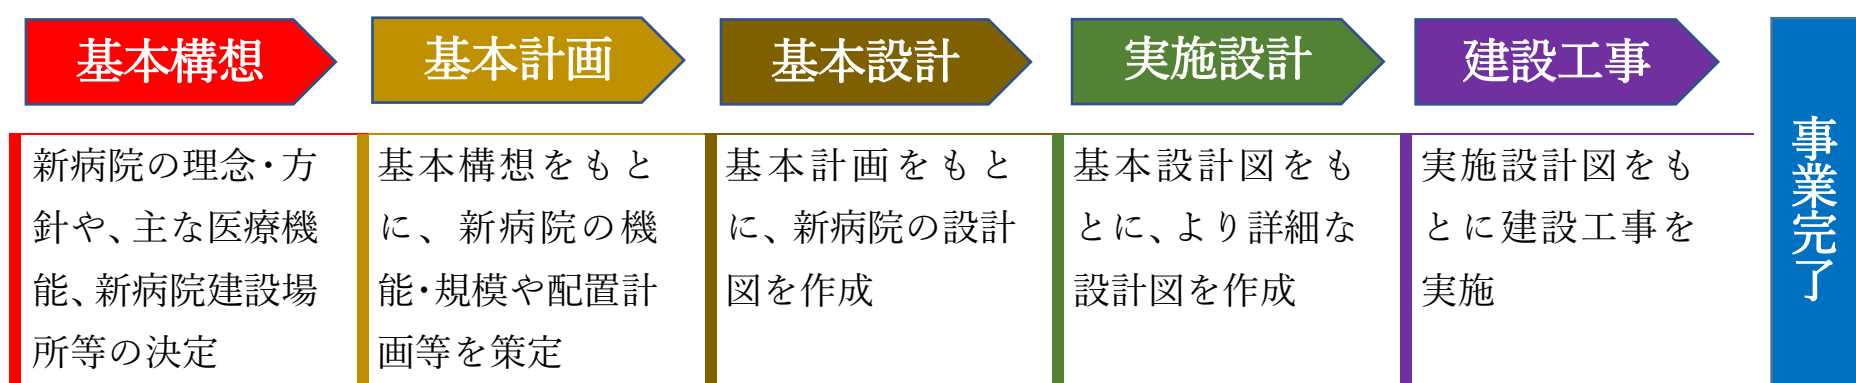 基本構想
新病院の理念・方
針や、主な医療機
能、新病院建設場
所等の決定
基本計画
基本構想をもと
に、新病院の機
能・規模や配置計
画等を策定
基本設計
基本計画をもと
に、新病院の設計
図を作成
実施設計
基本設計図をも
とに、より詳細な
設計図を作成
建設工事
実施設計図をも
とに建設工事を
実施
事業完了